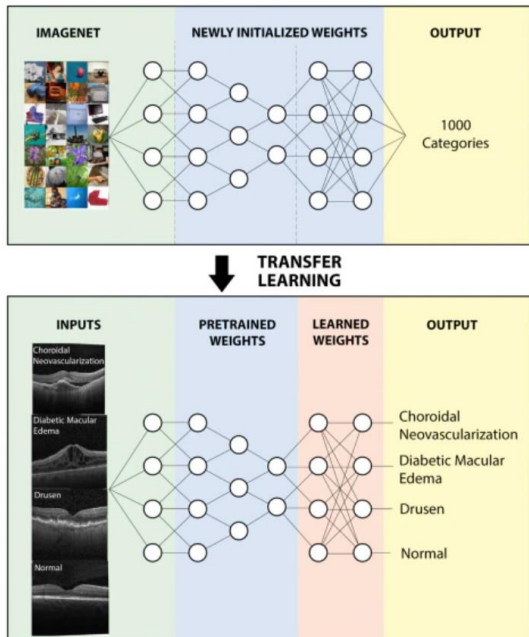 IMAGENET
NEWLY INITIALIZED WEIGHTS
OUTPUT
1000
Categories
TRANSFER
LEARNING
INPUTS
PRETRAINED
WEIGHTS
LEARNED
WEIGHTS
OUTPUT
Choroidal
Neovascularization
Diabetic Macular
Edema
Drusen
Normal
Choroidal
Neovascularization
Diabetic Macular
Edema
Drusen
Normal